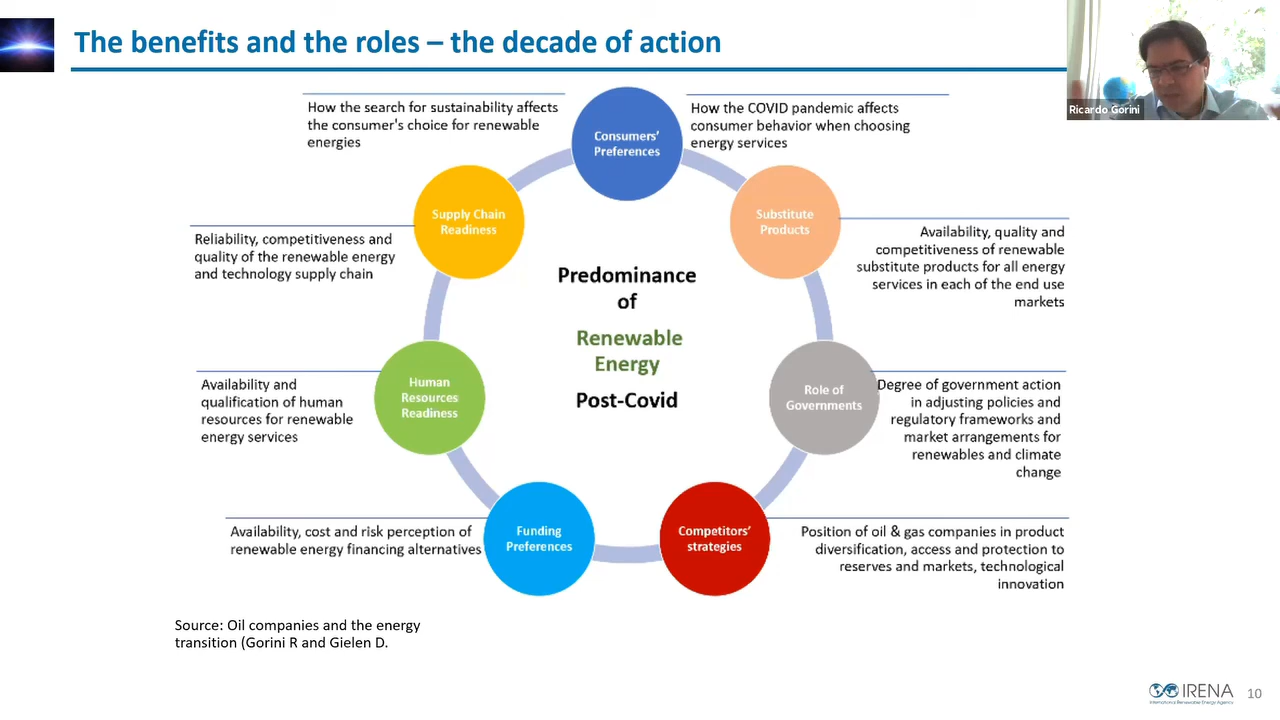 The benefits and the roles – the decade of action
Ricardo Gorini
How the search for sustainability affects
the consumer's choice for renewable
energies
Consumers'
Preferences
How the COVID pandemic affects
consumer behavior when choosing
energy services
Supply Chain
Readiness
Substitute
Products
Reliability, competitiveness and
quality of the renewable energy
and technology supply chain
Availability, quality and
competitiveness of renewable
substitute products for all energy
services in each of the end use
markets
Predominance
of
Renewable
Energy
Post-Covid
Human
Resources
Readiness
Availability and
qualification of human
resources for renewable
energy services
Role of
Governments
Degree of government action
in adjusting policies and
regulatory frameworks and
market arrangements for
renewables and climate
change
Availability, cost and risk perception of
renewable energy financing alternatives
Funding
Preferences
Competitors'
strategies
Position of oil & gas companies in product
diversification, access and protection to
reserves and markets, technological
innovation
Source: Oil companies and the energy
transition (Gorini R and Gielen D.
IRENA
International Renewable Energy Agency
10